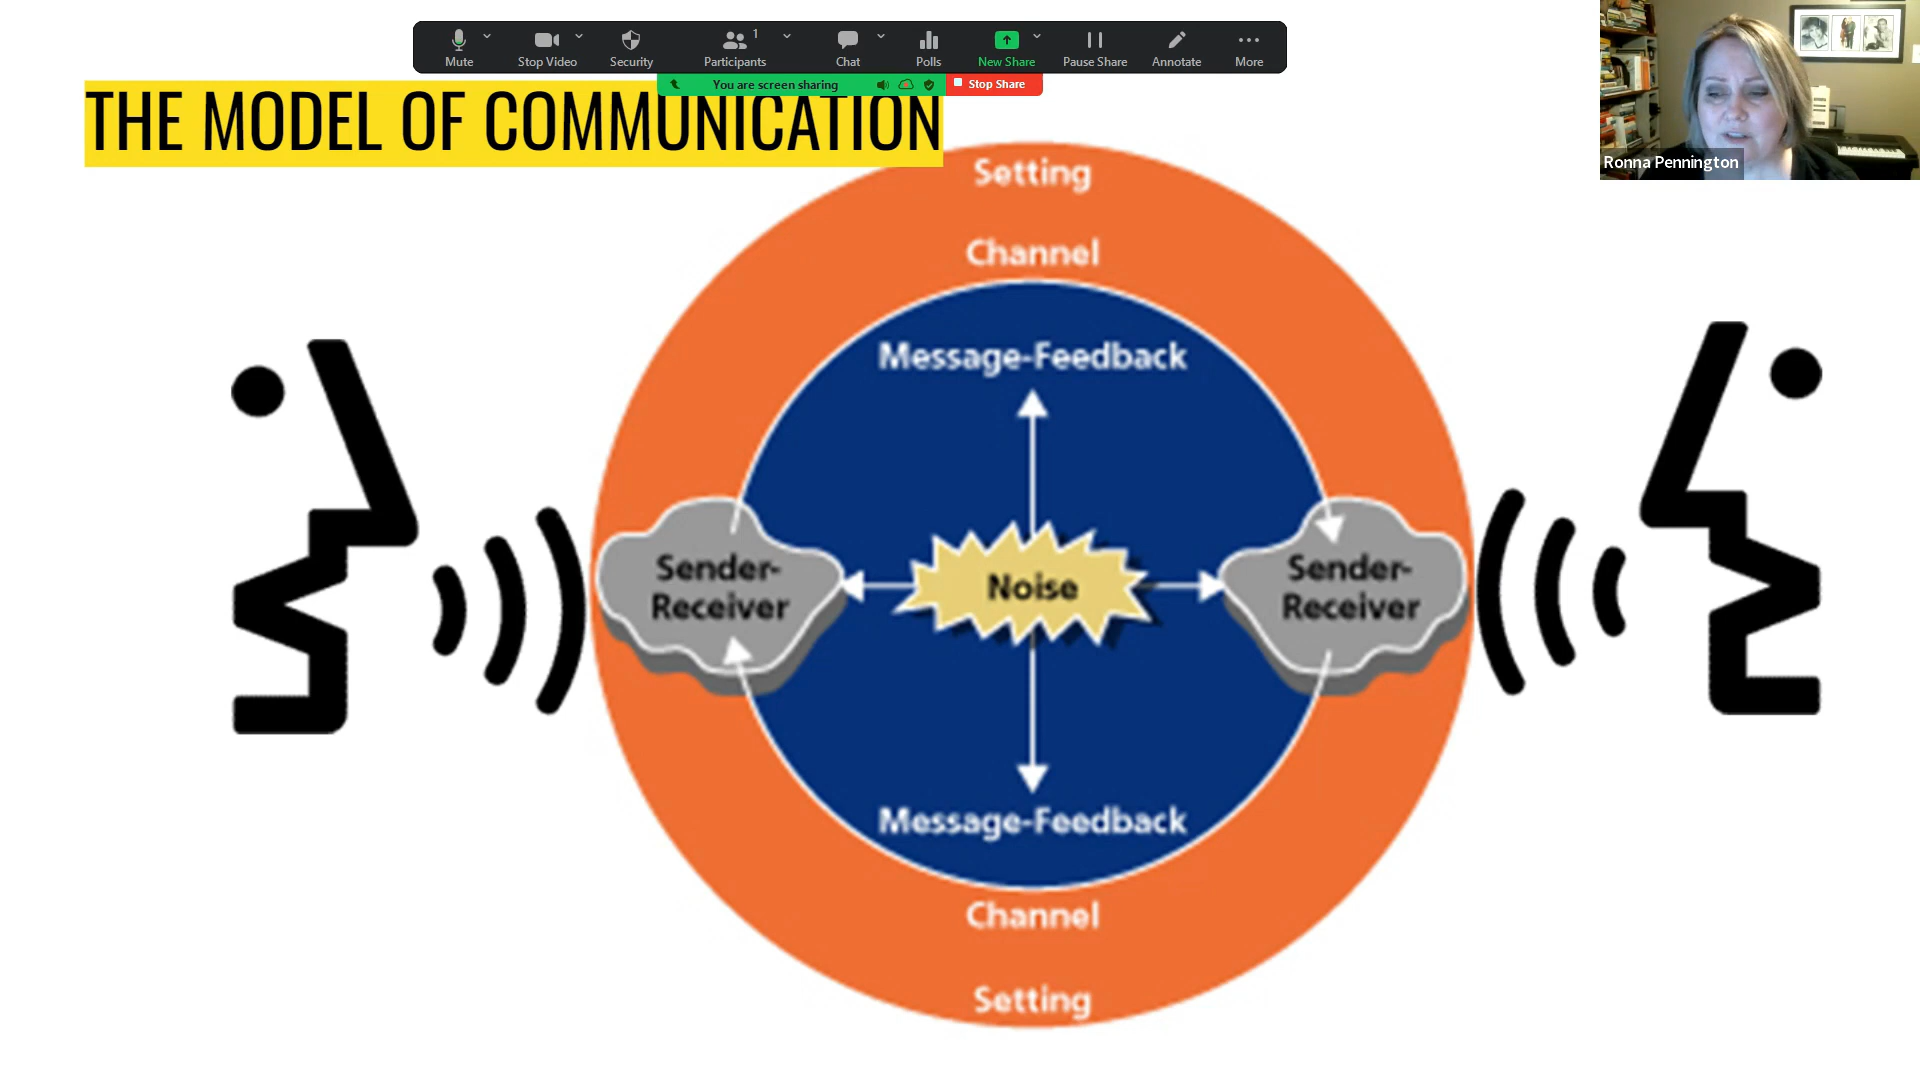 Mute
Stop Video
Security
Participants
1
Chat
Polls
New Share
Pause Share
Annotate
More
You are screen sharing
Stop Share
THE MODEL OF COMMUNICATION
Ronna Pennington
Setting
Channel
Message-Feedback
Sender-
Receiver
Noise
Sender-
Receiver
Message-Feedback
Channel
Setting